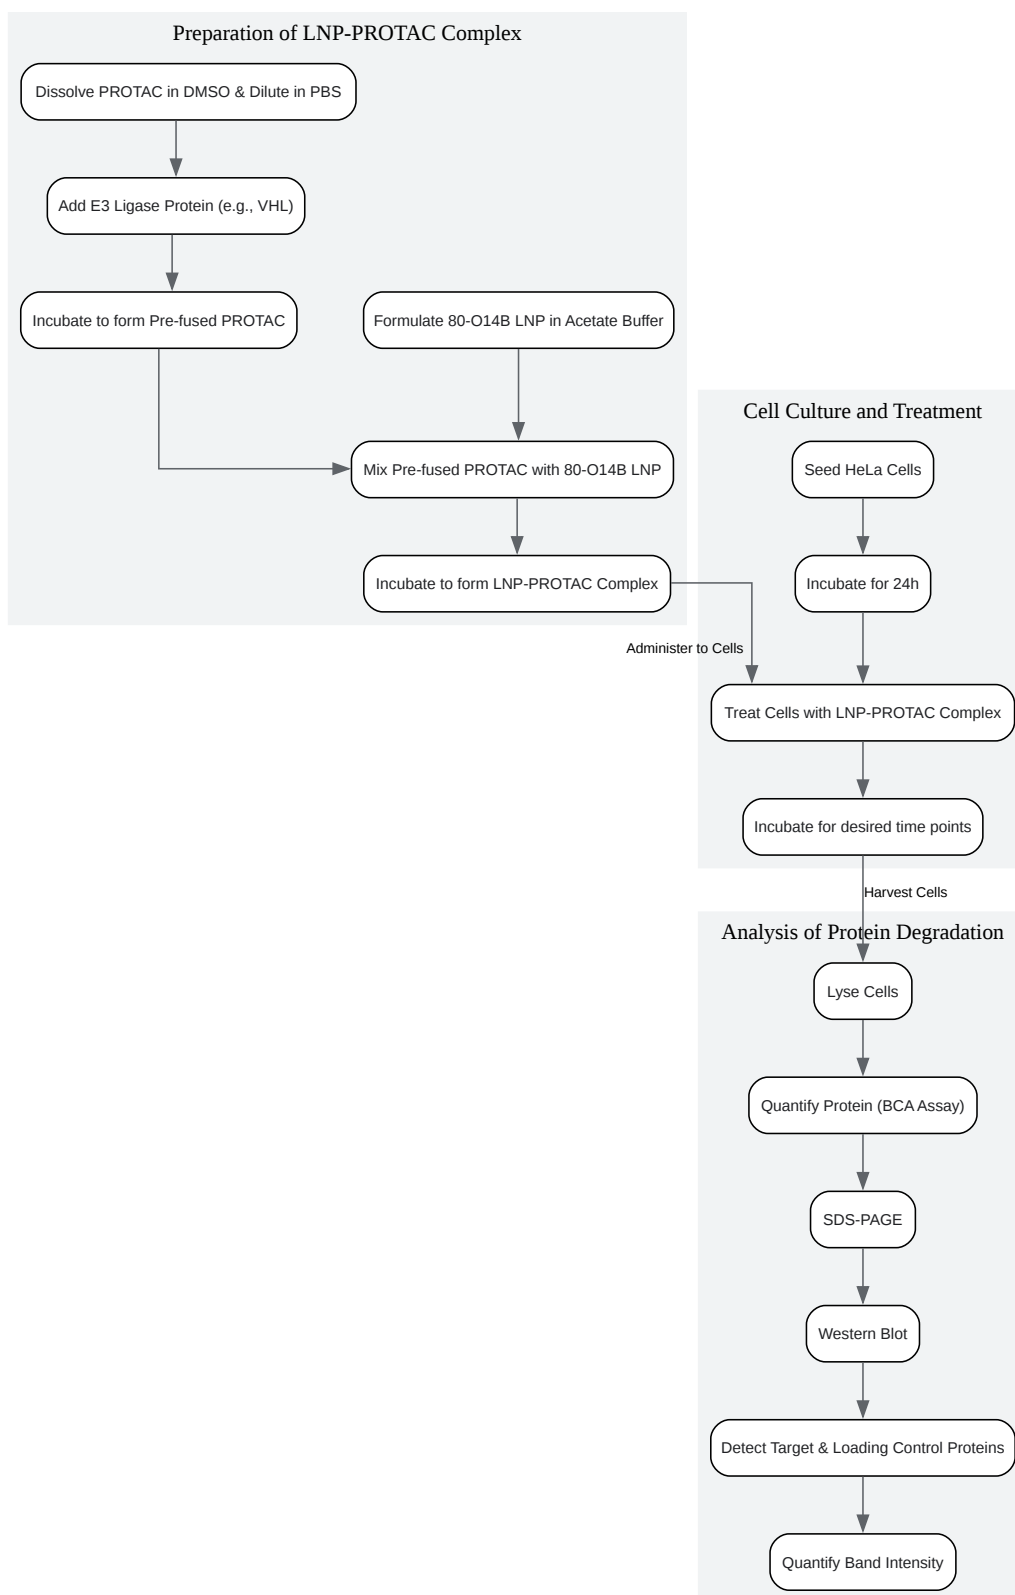 Preparation of LNP-PROTAC Complex
Dissolve PROTAC in DMSO & Dilute in PBS
Add E3 Ligase Protein (e.g., VHL)
Incubate to form Pre-fused PROTAC
Formulate 80-O14B LNP in Acetate Buffer
Mix Pre-fused PROTAC with 80-O14B LNP
Incubate to form LNP-PROTAC Complex
Administer to Cells
Cell Culture and Treatment
Seed HeLa Cells
Incubate for 24h
Treat Cells with LNP-PROTAC Complex
Incubate for desired time points
Harvest Cells
Analysis of Protein Degradation
Lyse Cells
Quantify Protein (BCA Assay)
SDS-PAGE
Western Blot
Detect Target & Loading Control Proteins
Quantify Band Intensity